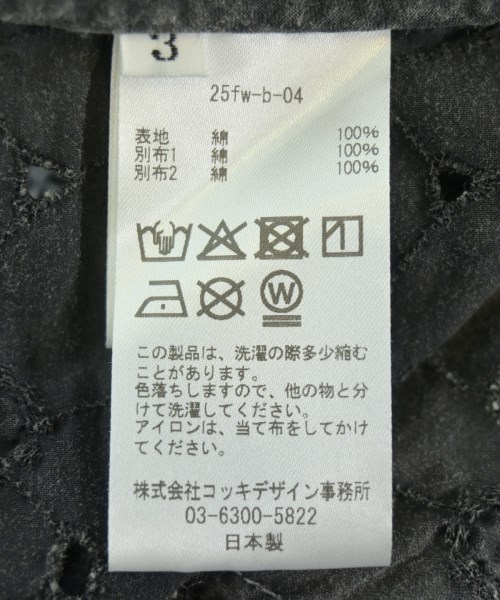 3
25fw-b-04
表地 綿 100%
別布1 綿 100%
別布2 綿 100%
W
この製品は、洗濯の際多少縮む
ことがあります。
色落ちしますので、他の物と分
けて洗濯してください。
アイロンは、当て布をしてかけ
てください。
株式会社コッキデザイン事務所
03-6300-5822
日本製